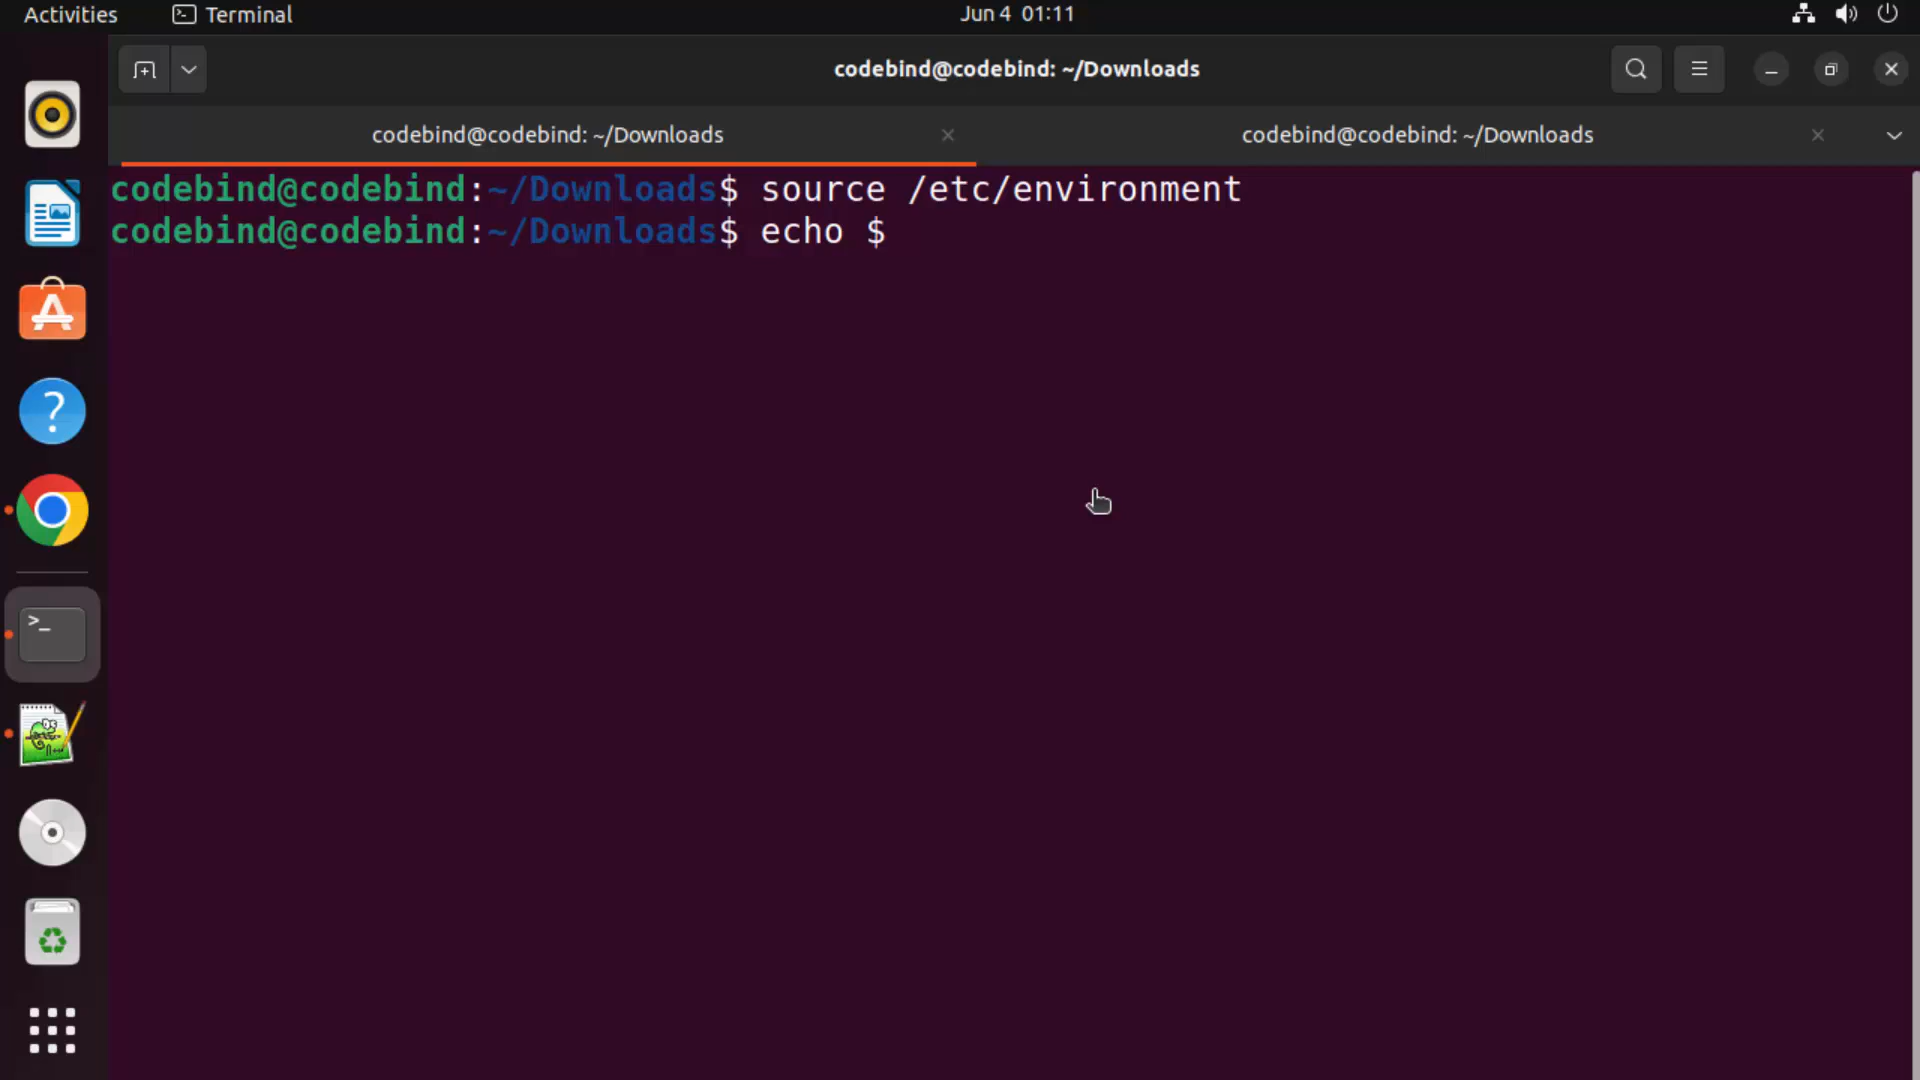 Activities Terminal Jun 4 01:11
codebind@codebind: ~/Downloads
codebind@codebind: ~/Downloads codebind@codebind: ~/Downloads
codebind@codebind:~/Downloads$ source /etc/environment
codebind@codebind:~/Downloads$ echo $